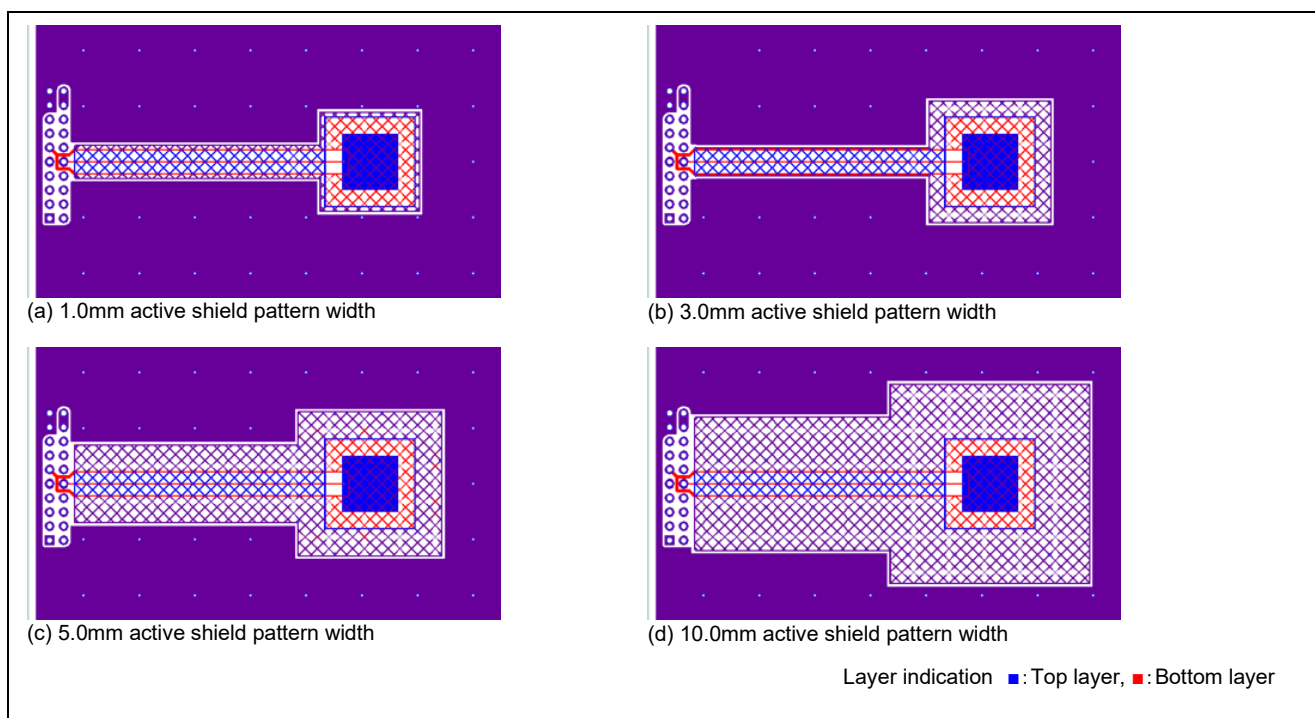 (a) 1.0mm active shield pattern width
(b) 3.0mm active shield pattern width
(c) 5.0mm active shield pattern width
(d) 10.0mm active shield pattern width
Layer indication ■: Top layer, ■: Bottom layer